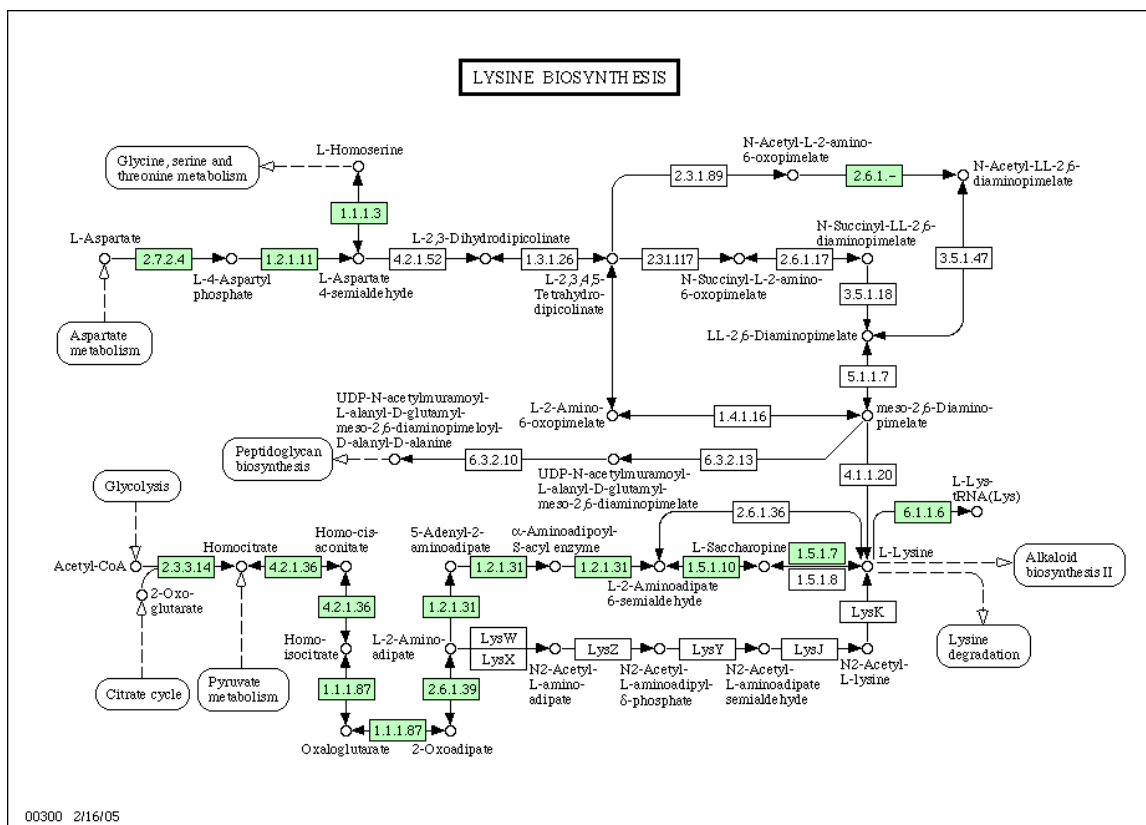 LYSINE BIOSYNTHESIS
Glycine, serine and
threonine metabolism
L-Homoserine
1.1.1.3
N-Acetyl-L-2-amino-
6-oxopimelate
2.3.1.89
2.6.1.-
N-Acetyl-LL-2,6-
diaminopimelate
L-Aspartate
2.7.2.4
L-4-Aspartyl
phosphate
1.2.1.11
L-Aspartate
4-semialdehyde
4.2.1.52
L-2,3-Dihydrodipicolinate
1.3.1.26
L-2,3,4,5-
Tetrahydro-
dipicolinate
2.3.1.117
N-Succinyl-L-2-amino-
6-oxopimelate
2.6.1.17
N-Succinyl-LL-2,6-
diaminopimelate
3.5.1.47
3.5.1.18
Aspartate
metabolism
LL-2,6-Diaminopimelate
5.1.1.7
L-2-Amino-
6-oxopimelate
1.4.1.16
meso-2,6-Diamino-
pimelate
UDP-N-acetylmuramoyl-
L-alanyl-D-glutamyl-
meso-2,6-diaminopimeloyl-
D-alanyl-D-alanine
Peptidoglycan
biosynthesis
6.3.2.10
UDP-N-acetylmuramoyl-
L-alanyl-D-glutamyl-
meso-2,6-diaminopimelate
6.3.2.13
4.1.1.20
L-Lys-
tRNA(Lys)
6.1.1.6
Glycolysis
Acetyl-CoA
2.3.3.14
Homocitrate
4.2.1.36
Homo-cis-
aconitate
2-Oxo-
glutarate
4.2.1.36
Homo-
isocitrate
Citrate cycle
Pyruvate
metabolism
1.1.1.87
Oxaloglutarate
1.1.1.87
2-Oxoadipate
2.6.1.39
L-2-Amino-
adipate
1.2.1.31
5-Adenyl-2-
aminoadipate
1.2.1.31
α-Aminoadipoyl-
S-acyl enzyme
1.2.1.31
L-2-Aminoadipate
6-semialdehyde
2.6.1.36
1.5.1.10
L-Saccharopine
1.5.1.7
1.5.1.8
L-Lysine
Alkaloid
biosynthesis II
Lysine
degradation
LysW
LysX
N2-Acetyl-
L-amino-
adipate
LysZ
N2-Acetyl-
L-aminoadipyl-
δ-phosphate
LysY
N2-Acetyl-
L-aminoadipate
semialdehyde
LysJ
N2-Acetyl-
L-lysine
LysK
00300 2/16/05